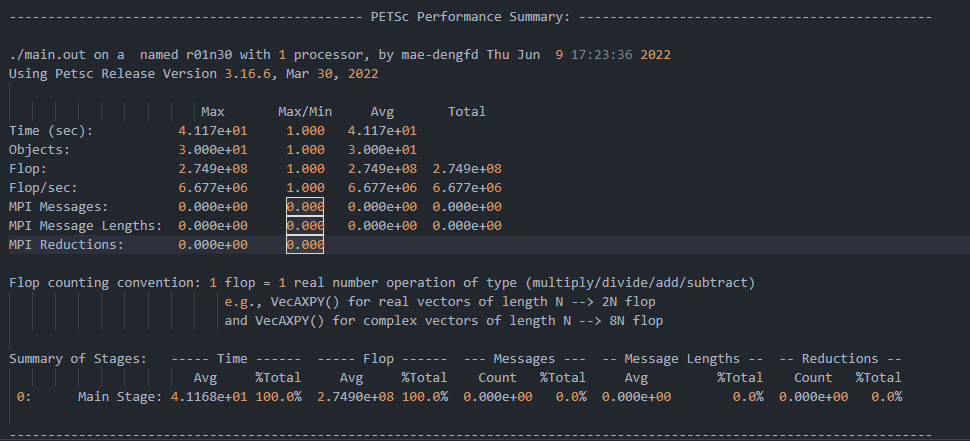 ---------------------------------------------- PETSc Performance Summary: ----------------------------------------------
./main.out on a  named r01n30 with 1 processor, by mae-dengfd Thu Jun  9 17:23:36 2022
Using Petsc Release Version 3.16.6, Mar 30, 2022
                         Max       Max/Min     Avg       Total
Time (sec):           4.117e+01     1.000   4.117e+01
Objects:              3.000e+01     1.000   3.000e+01
Flop:                 2.749e+08     1.000   2.749e+08  2.749e+08
Flop/sec:             6.677e+06     1.000   6.677e+06  6.677e+06
MPI Messages:         0.000e+00     0.000   0.000e+00  0.000e+00
MPI Message Lengths:  0.000e+00     0.000   0.000e+00  0.000e+00
MPI Reductions:       0.000e+00     0.000
Flop counting convention: 1 flop = 1 real number operation of type (multiply/divide/add/subtract)
                            e.g., VecAXPY() for real vectors of length N --> 2N flop
                            and VecAXPY() for complex vectors of length N --> 8N flop
Summary of Stages:   ----- Time ------  ----- Flop ------  --- Messages ---  -- Message Lengths --  -- Reductions --
                        Avg     %Total     Avg     %Total    Count   %Total     Avg         %Total    Count   %Total
 0:      Main Stage: 4.1168e+01 100.0%  2.7490e+08 100.0%  0.000e+00   0.0%  0.000e+00        0.0%  0.000e+00   0.0%
------------------------------------------------------------------------------------------------------------------------